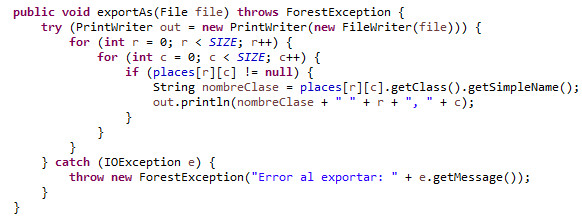 public void exportAs(File file) throws ForestException {
    try (PrintWriter out = new PrintWriter(new FileWriter(file))) {
        for (int r = 0; r < SIZE; r++) {
            for (int c = 0; c < SIZE; c++) {
                if (places[r][c] != null) {
                    String nombreClase = places[r][c].getClass().getSimpleName();
                    out.println(nombreClase + " " + r + ", " + c);
                }
            }
        }
    } catch (IOException e) {
        throw new ForestException("Error al exportar: " + e.getMessage());
    }
}